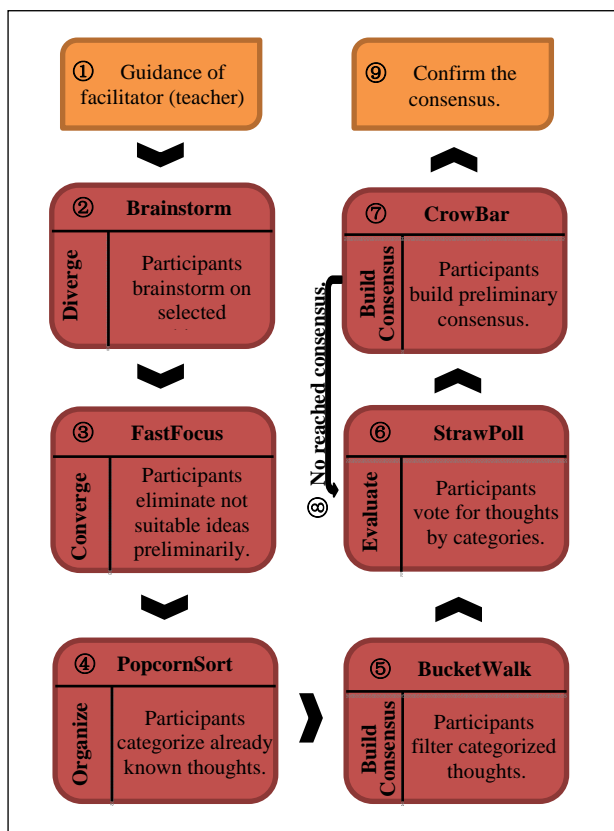 ① Guidance of
facilitator (teacher)
② Brainstorm
Diverge
Participants
brainstorm on
selected
③ FastFocus
Converge
Participants
eliminate not
suitable ideas
preliminarily.
④ PopcornSort
Organize
Participants
categorize already
known thoughts.
⑤ BucketWalk
Build
Consensus
Participants
filter categorized
thoughts.
⑥ StrawPoll
Evaluate
Participants
vote for thoughts
by categories.
⑦ CrowBar
Build
Consensus
Participants
build preliminary
consensus.
⑧ No reached consensus.
⑨ Confirm the
consensus.